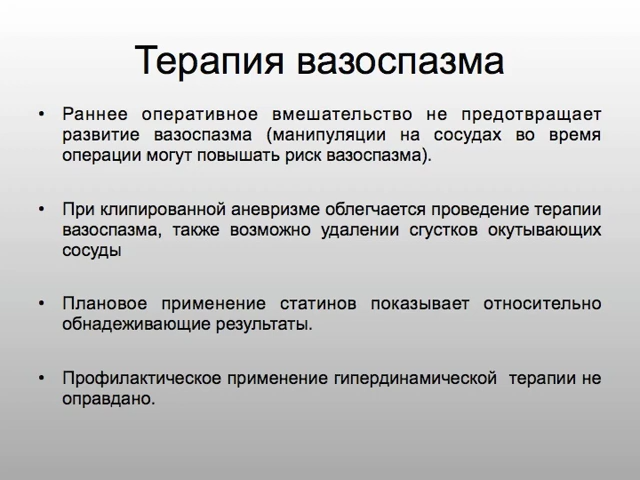 Терапия вазоспазма
• Раннее оперативное вмешательство не предотвращает
развитие вазоспазма (манипуляции на сосудах во время
операции могут повышать риск вазоспазма).
• При клипированной аневризме облегчается проведение терапии
вазоспазма, также возможно удалении сгустков окутывающих
сосуды
• Плановое применение статинов показывает относительно
обнадеживающие результаты.
• Профилактическое применение гипердинамической терапии не
оправдано.